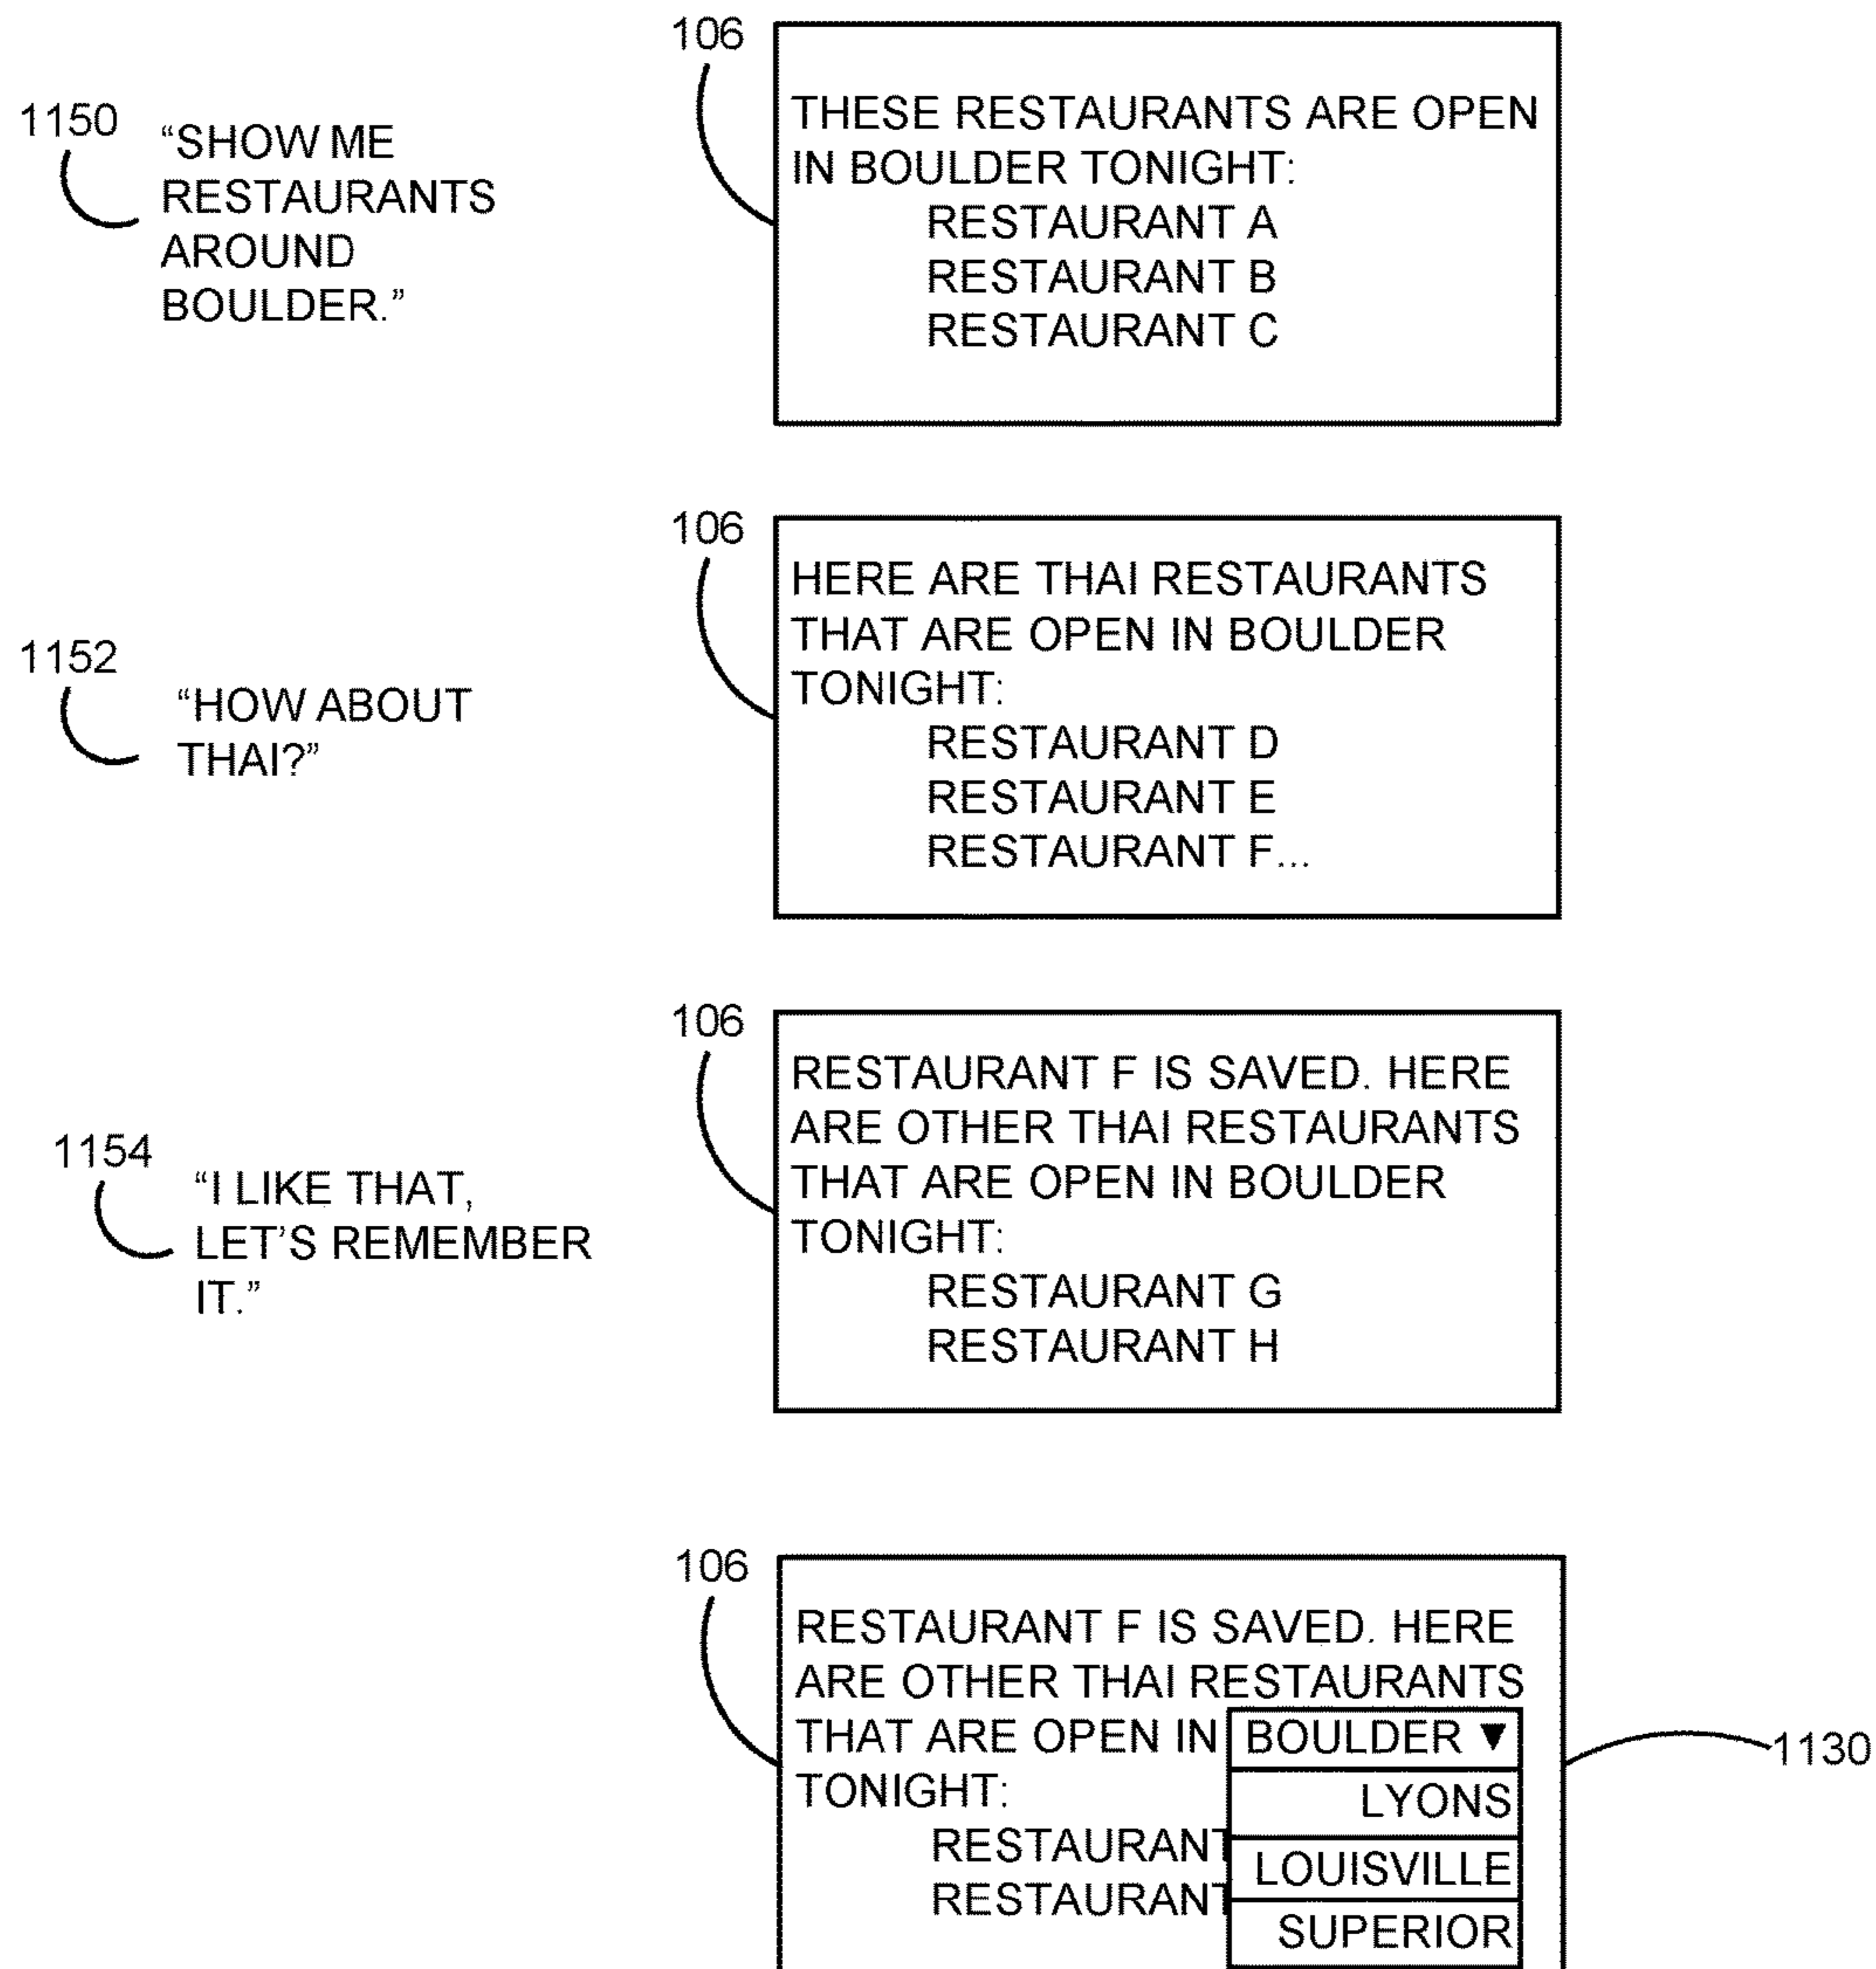 106
THESE RESTAURANTS ARE OPEN
IN BOULDER TONIGHT:
RESTAURANT A
RESTAURANT B
RESTAURANT C
1150
“SHOW ME
RESTAURANTS
AROUND
BOULDER.”
106
HERE ARE THAI RESTAURANTS
THAT ARE OPEN IN BOULDER
TONIGHT:
RESTAURANT D
RESTAURANT E
RESTAURANT F...
1152
“HOW ABOUT
THAI?”
106
RESTAURANT F IS SAVED. HERE
ARE OTHER THAI RESTAURANTS
THAT ARE OPEN IN BOULDER
TONIGHT:
RESTAURANT G
RESTAURANT H
1154
“I LIKE THAT,
LET’S REMEMBER
IT.”
106
RESTAURANT F IS SAVED. HERE
ARE OTHER THAI RESTAURANTS
THAT ARE OPEN IN BOULDER ▼
TONIGHT:
LYONS
RESTAURANT
LOUISVILLE
RESTAURANT
SUPERIOR
1130